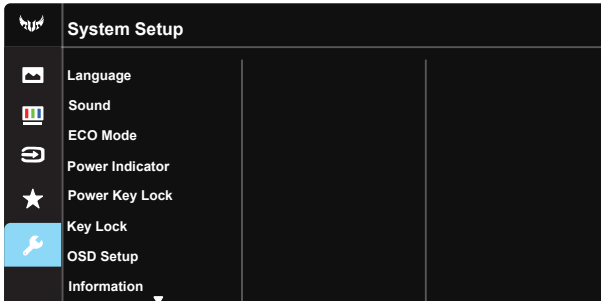 System Setup
Language
Sound
ECO Mode
Power Indicator
Power Key Lock
Key Lock
OSD Setup
Information